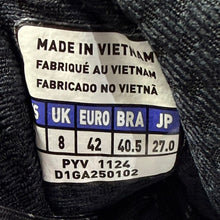 MADE IN VIETNAM
FABRIQUÉ AU VIETNAM
FABRICADO NO VIETNÃ
S UK EURO BRA JP
8 42 40.5 27.0
PYV 1124
D1GA250102